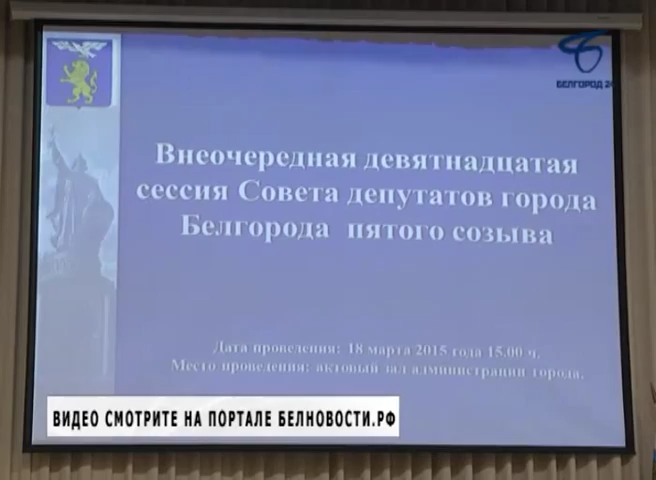 БЕЛГОРОД 24
Внеочередная девятнадцатая
сессия Совета депутатов города
Белгорода пятого созыва
Дата проведения: 18 марта 2015 года 15.00 ч.
Место проведения: актовый зал администрации города.
ВИДЕО СМОТРИТЕ НА ПОРТАЛЕ БЕЛНОВОСТИ.РФ